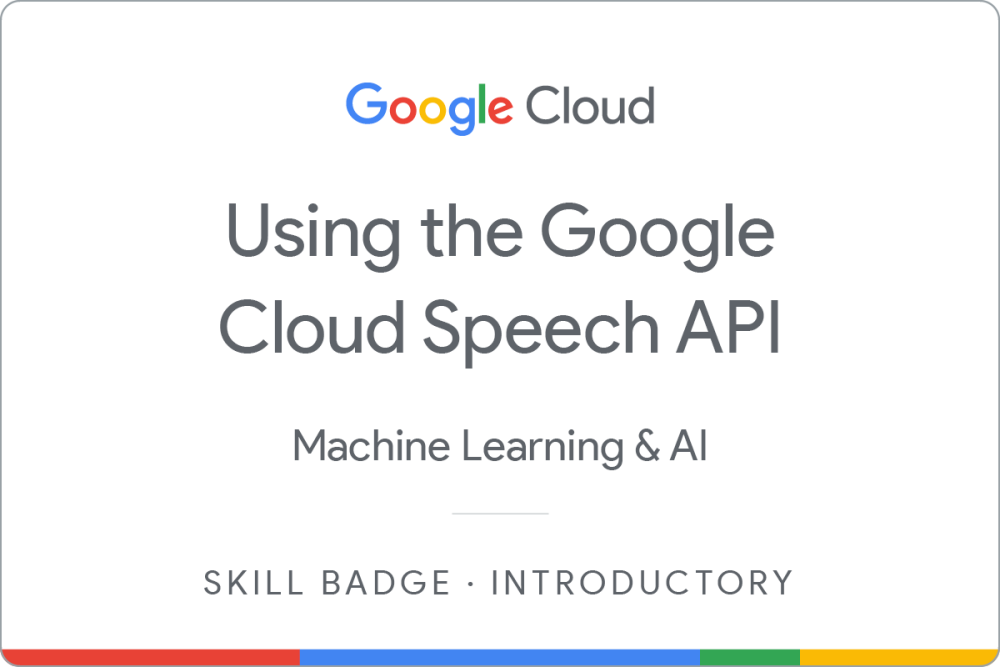 Google Cloud
Using the Google
Cloud Speech API
Machine Learning & AI
SKILL BADGE · INTRODUCTORY